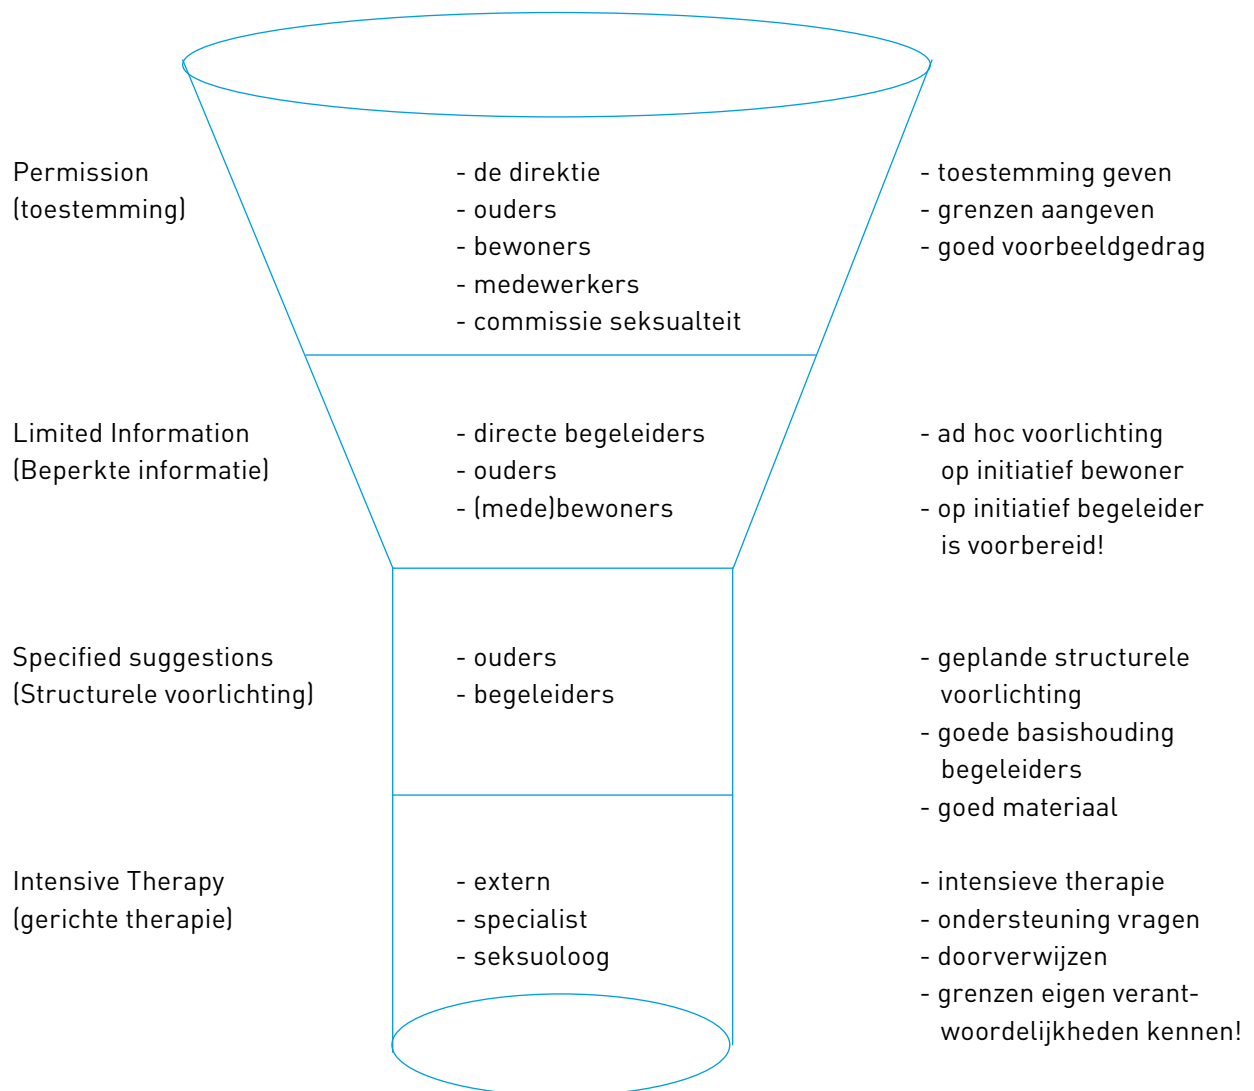 Permission
(toestemming)
- de direktie
- ouders
- bewoners
- medewerkers
- commissie seksualteit
- toestemming geven
- grenzen aangeven
- goed voorbeeldgedrag
Limited Information
(Beperkte informatie)
- directe begeleiders
- ouders
- (mede)bewoners
- ad hoc voorlichting
op initiatief bewoner
- op initiatief begeleider
is voorbereid!
Specified suggestions
(Structurele voorlichting)
- ouders
- begeleiders
- geplande structurele
voorlichting
- goede basishouding
begeleiders
- goed materiaal
Intensive Therapy
(gerichte therapie)
- extern
- specialist
- seksuoloog
- intensieve therapie
- ondersteuning vragen
- doorverwijzen
- grenzen eigen verant-
woordelijkheden kennen!